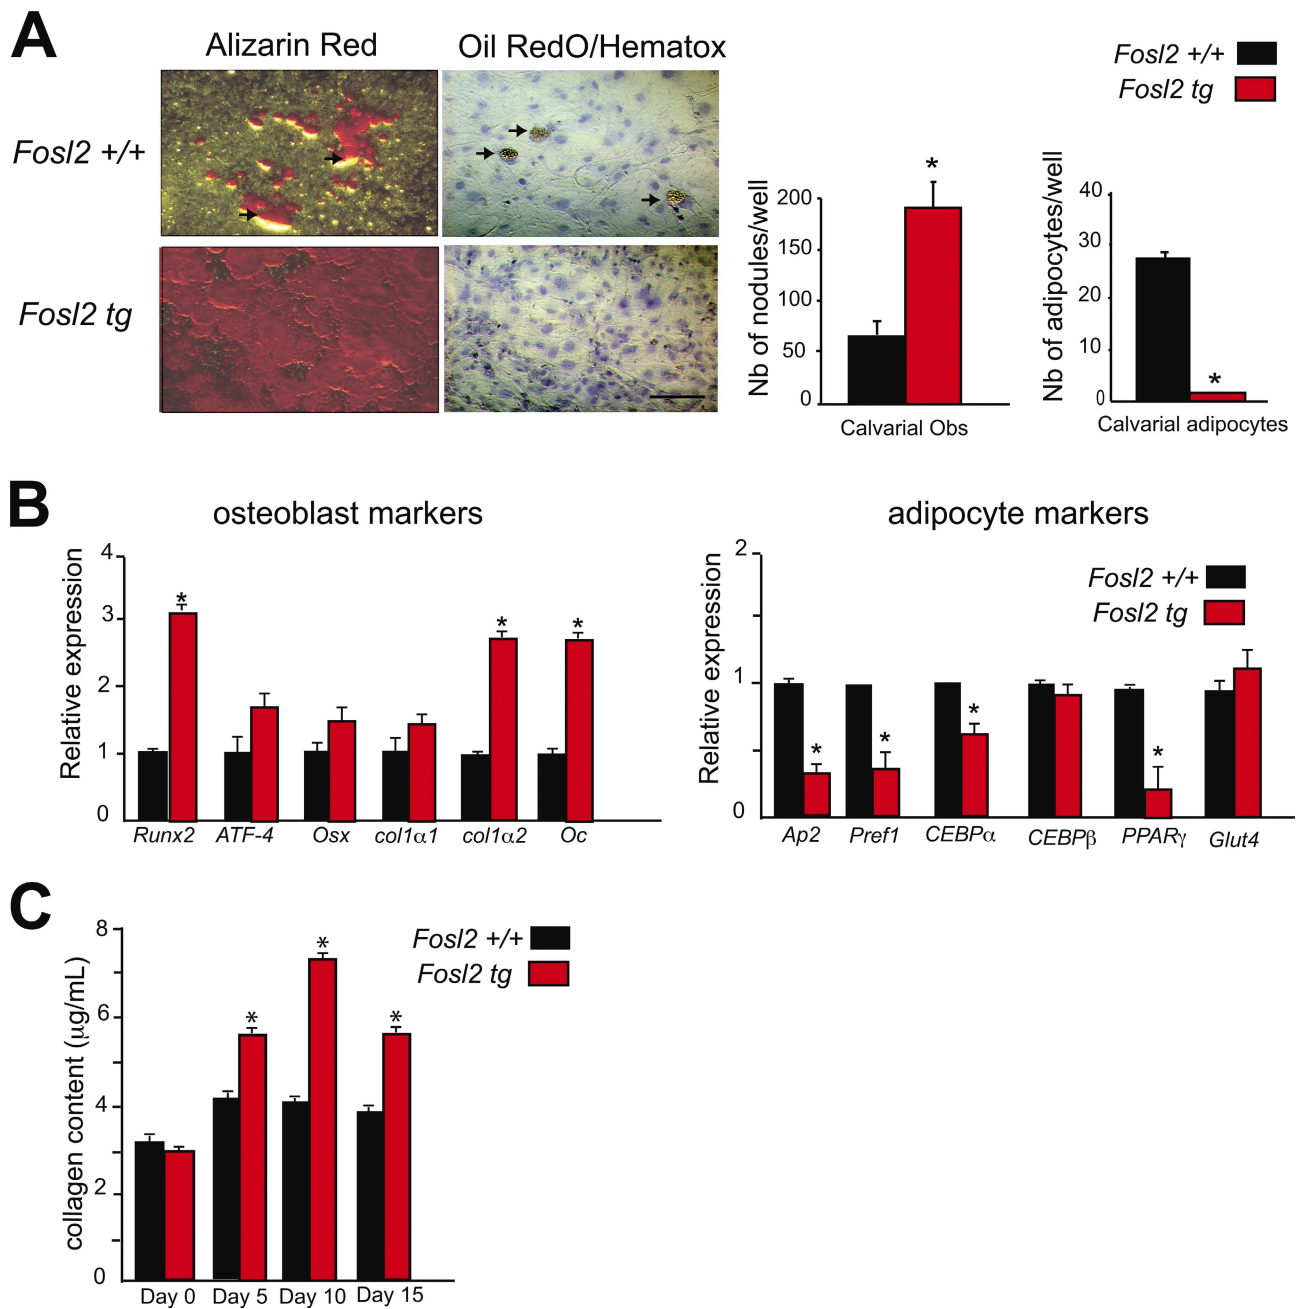 A
Alizarin Red
Oil RedO/Hematox
Fosl2 +/+
Fosl2 tg
Fosl2 +/+
Fosl2 tg
Nb of nodules/well
200
150
100
50
0
*
Calvarial Obs
Nb of adipocytes/well
40
30
20
10
0
*
Calvarial adipocytes
B
osteoblast markers
Relative expression
4
3
2
1
0
*
*
*
Runx2
ATF-4
Osx
col1α1
col1α2
Oc
adipocyte markers
Fosl2 +/+
Fosl2 tg
Relative expression
2
1
0
*
*
*
*
Ap2
Pref1
CEBPα
CEBPβ
PPARγ
Glut4
C
Fosl2 +/+
Fosl2 tg
collagen content (μg/mL)
8
6
4
2
0
*
*
*
Day 0
Day 5
Day 10
Day 15